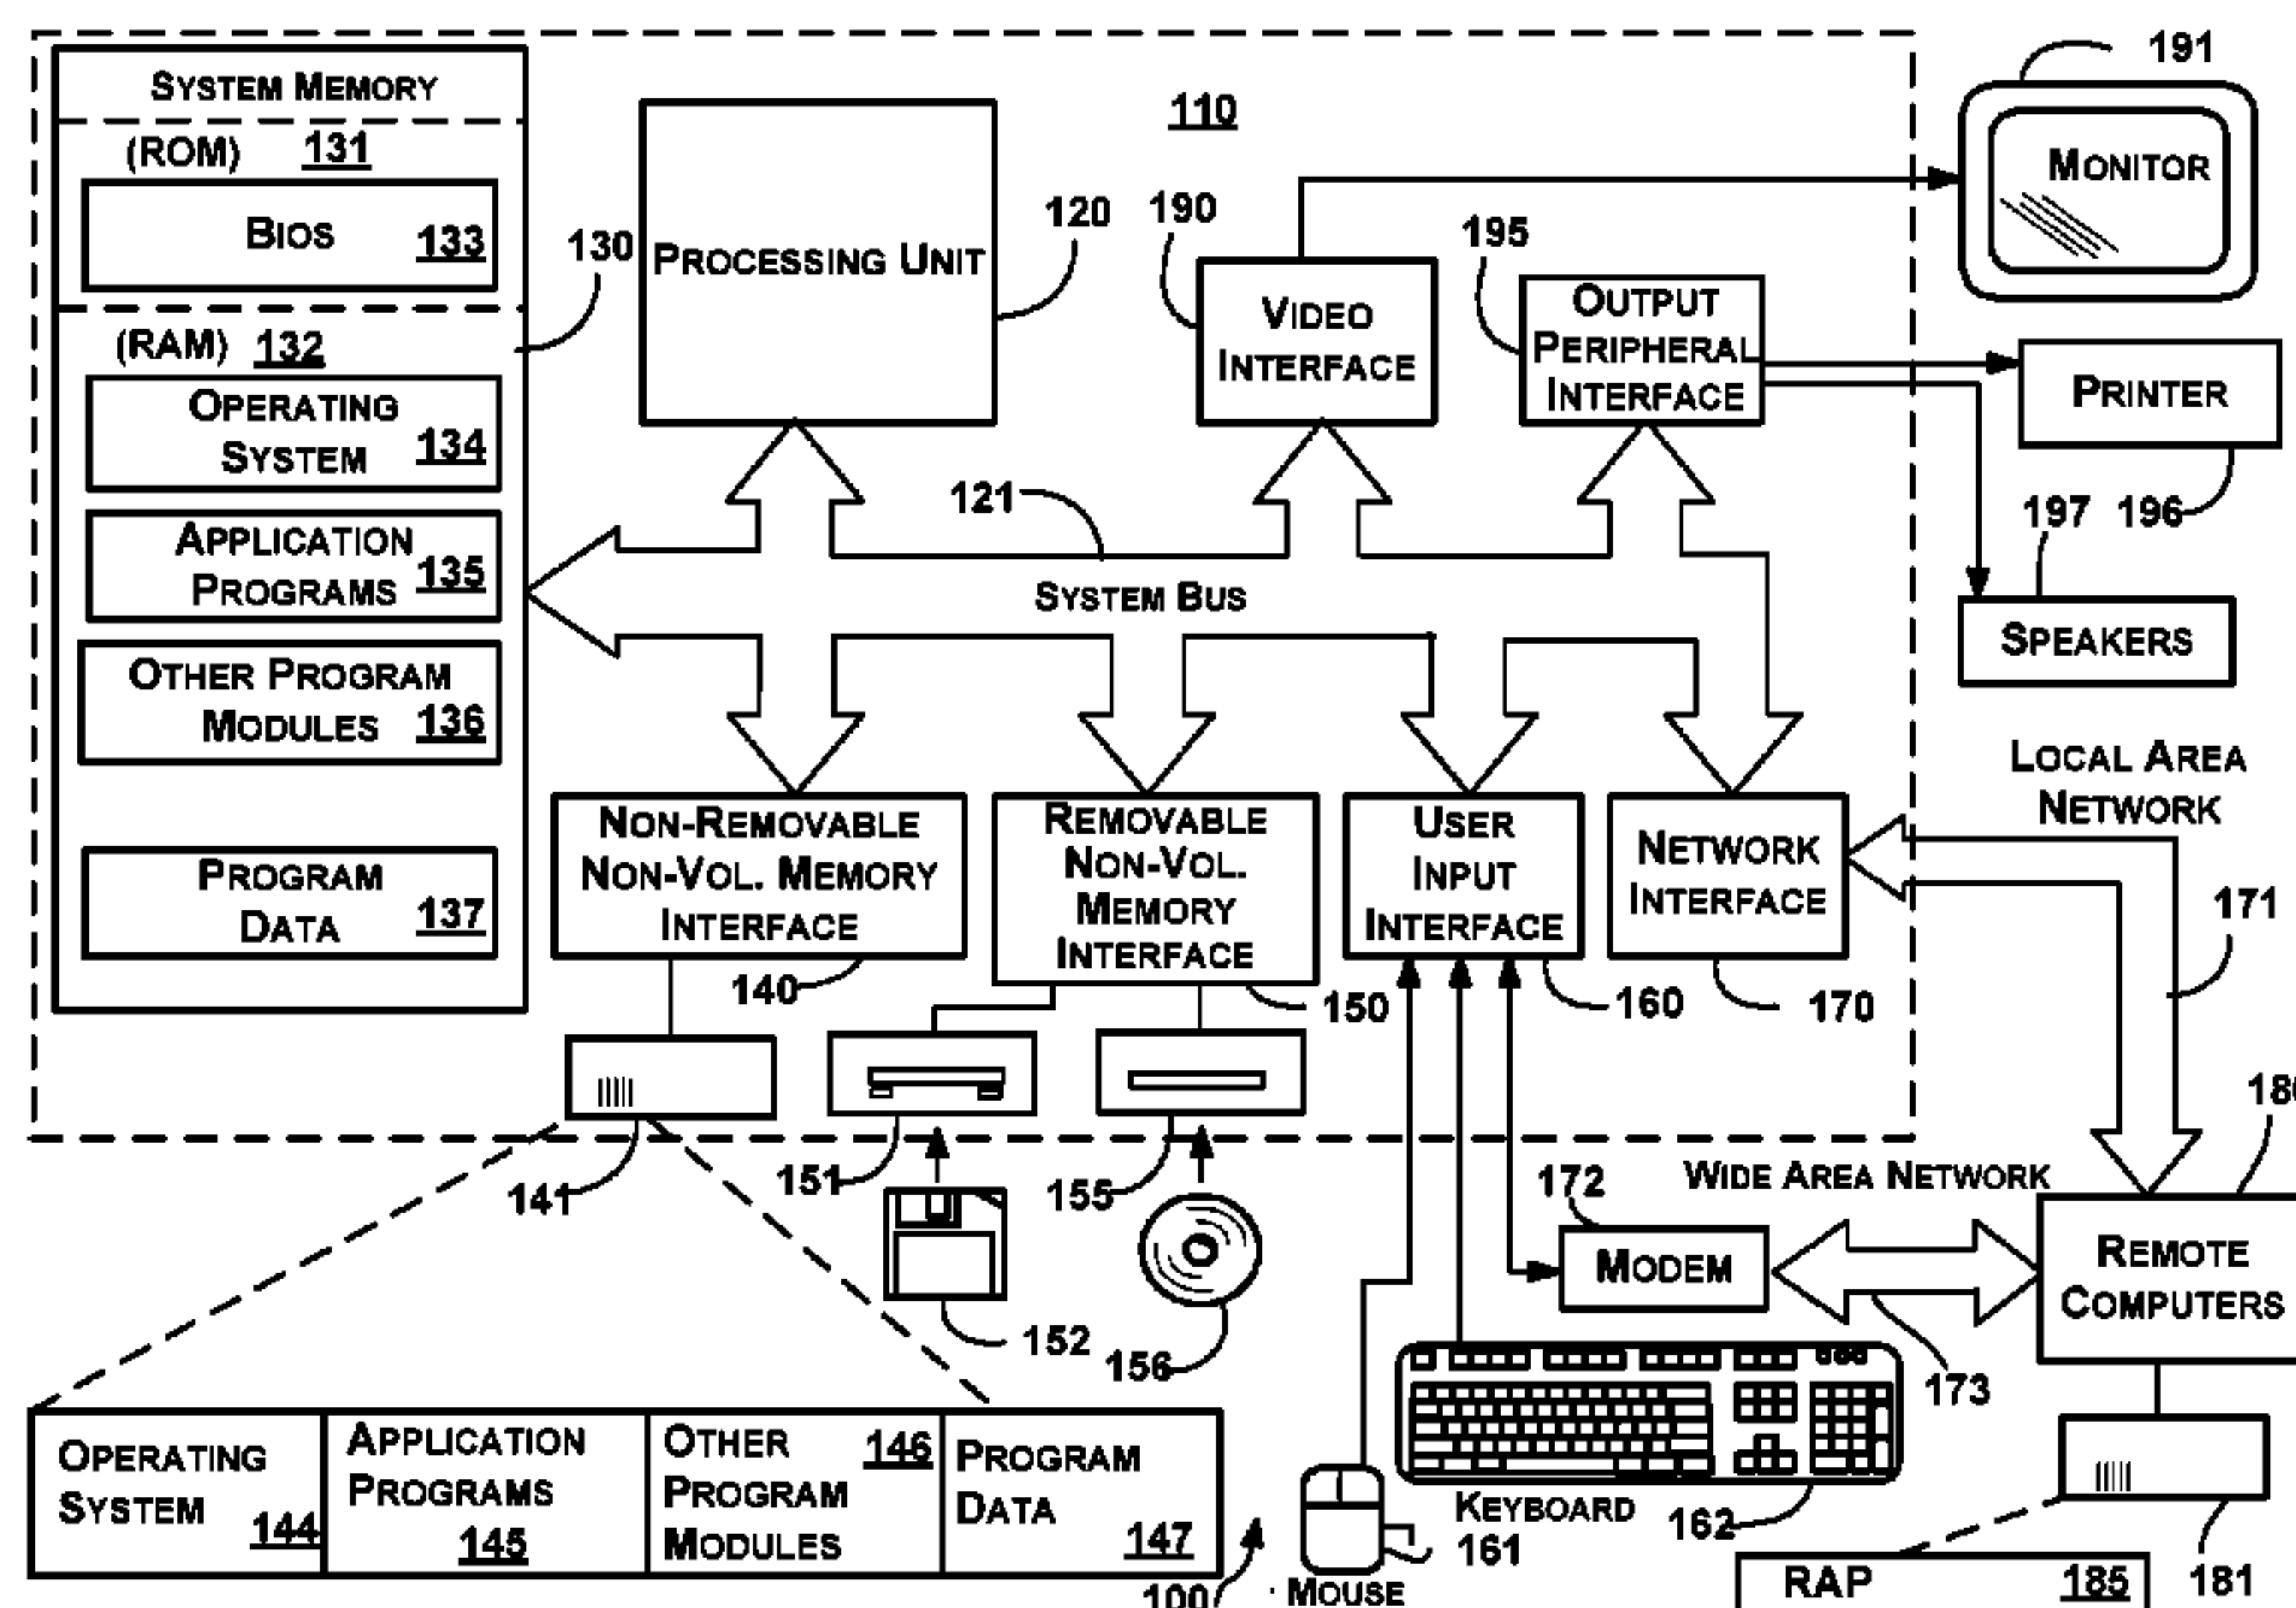 SYSTEM MEMORY
(ROM) 131
BIOS 133
130
(RAM) 132
OPERATING
SYSTEM 134
APPLICATION
PROGRAMS 135
OTHER PROGRAM
MODULES 136
PROGRAM
DATA 137
PROCESSING UNIT
120
110
190
VIDEO
INTERFACE
195
OUTPUT
PERIPHERAL
INTERFACE
191
MONITOR
PRINTER
196
197
SPEAKERS
121
SYSTEM BUS
NON-REMOVABLE
NON-VOL. MEMORY
INTERFACE
140
REMOVABLE
NON-VOL.
MEMORY
INTERFACE
150
USER
INPUT
INTERFACE
160
NETWORK
INTERFACE
170
LOCAL AREA
NETWORK
171
141
151
152
155
156
172
WIDE AREA NETWORK
MODEM
173
REMOTE
COMPUTERS
OPERATING
SYSTEM 144
APPLICATION
PROGRAMS
145
OTHER 146
PROGRAM
MODULES
PROGRAM
DATA
147
100
MOUSE
KEYBOARD
161
162
181
RAP 185